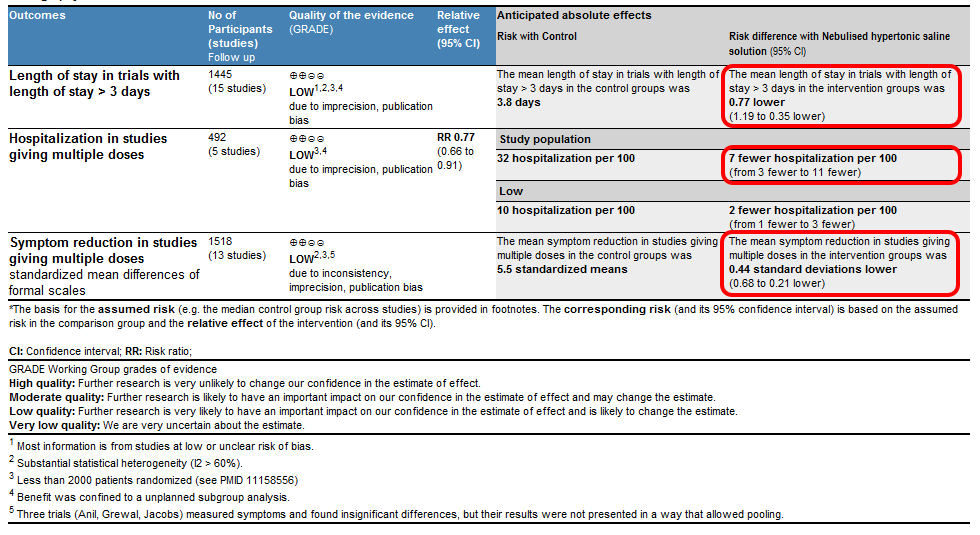 Outcomes
No of
Participants
(studies)
Follow up
Quality of the evidence
(GRADE)
Relative
effect
(95% CI)
Anticipated absolute effects
Risk with Control
Risk difference with Nebulised hypertonic saline
solution (95% CI)
Length of stay in trials with
length of stay > 3 days
1445
(15 studies)
⊕⊕⊝⊝
LOW1,2,3,4
due to imprecision, publication
bias
The mean length of stay in trials with length of
stay > 3 days in the control groups was
3.8 days
The mean length of stay in trials with length of
stay > 3 days in the intervention groups was
0.77 lower
(1.19 to 0.35 lower)
Hospitalization in studies
giving multiple doses
492
(5 studies)
⊕⊕⊝⊝
LOW3,4
due to imprecision, publication
bias
RR 0.77
(0.66 to
0.91)
Study population
32 hospitalization per 100
7 fewer hospitalization per 100
(from 3 fewer to 11 fewer)
Low
10 hospitalization per 100
2 fewer hospitalization per 100
(from 1 fewer to 3 fewer)
Symptom reduction in studies
giving multiple doses
standardized mean differences of
formal scales
1518
(13 studies)
⊕⊕⊝⊝
LOW2,3,5
due to inconsistency,
imprecision, publication bias
The mean symptom reduction in studies giving
multiple doses in the control groups was
5.5 standardized means
The mean symptom reduction in studies giving
multiple doses in the intervention groups was
0.44 standard deviations lower
(0.68 to 0.21 lower)
*The basis for the assumed risk (e.g. the median control group risk across studies) is provided in footnotes. The corresponding risk (and its 95% confidence interval) is based on the assumed
risk in the comparison group and the relative effect of the intervention (and its 95% CI).
CI: Confidence interval; RR: Risk ratio;
GRADE Working Group grades of evidence
High quality: Further research is very unlikely to change our confidence in the estimate of effect.
Moderate quality: Further research is likely to have an important impact on our confidence in the estimate of effect and may change the estimate.
Low quality: Further research is very likely to have an important impact on our confidence in the estimate of effect and is likely to change the estimate.
Very low quality: We are very uncertain about the estimate.
1 Most information is from studies at low or unclear risk of bias.
2 Substantial statistical heterogeneity (I2 > 60%).
3 Less than 2000 patients randomized (see PMID 11158556)
4 Benefit was confined to a unplanned subgroup analysis.
5 Three trials (Anil, Grewal, Jacobs) measured symptoms and found insignificant differences, but their results were not presented in a way that allowed pooling.